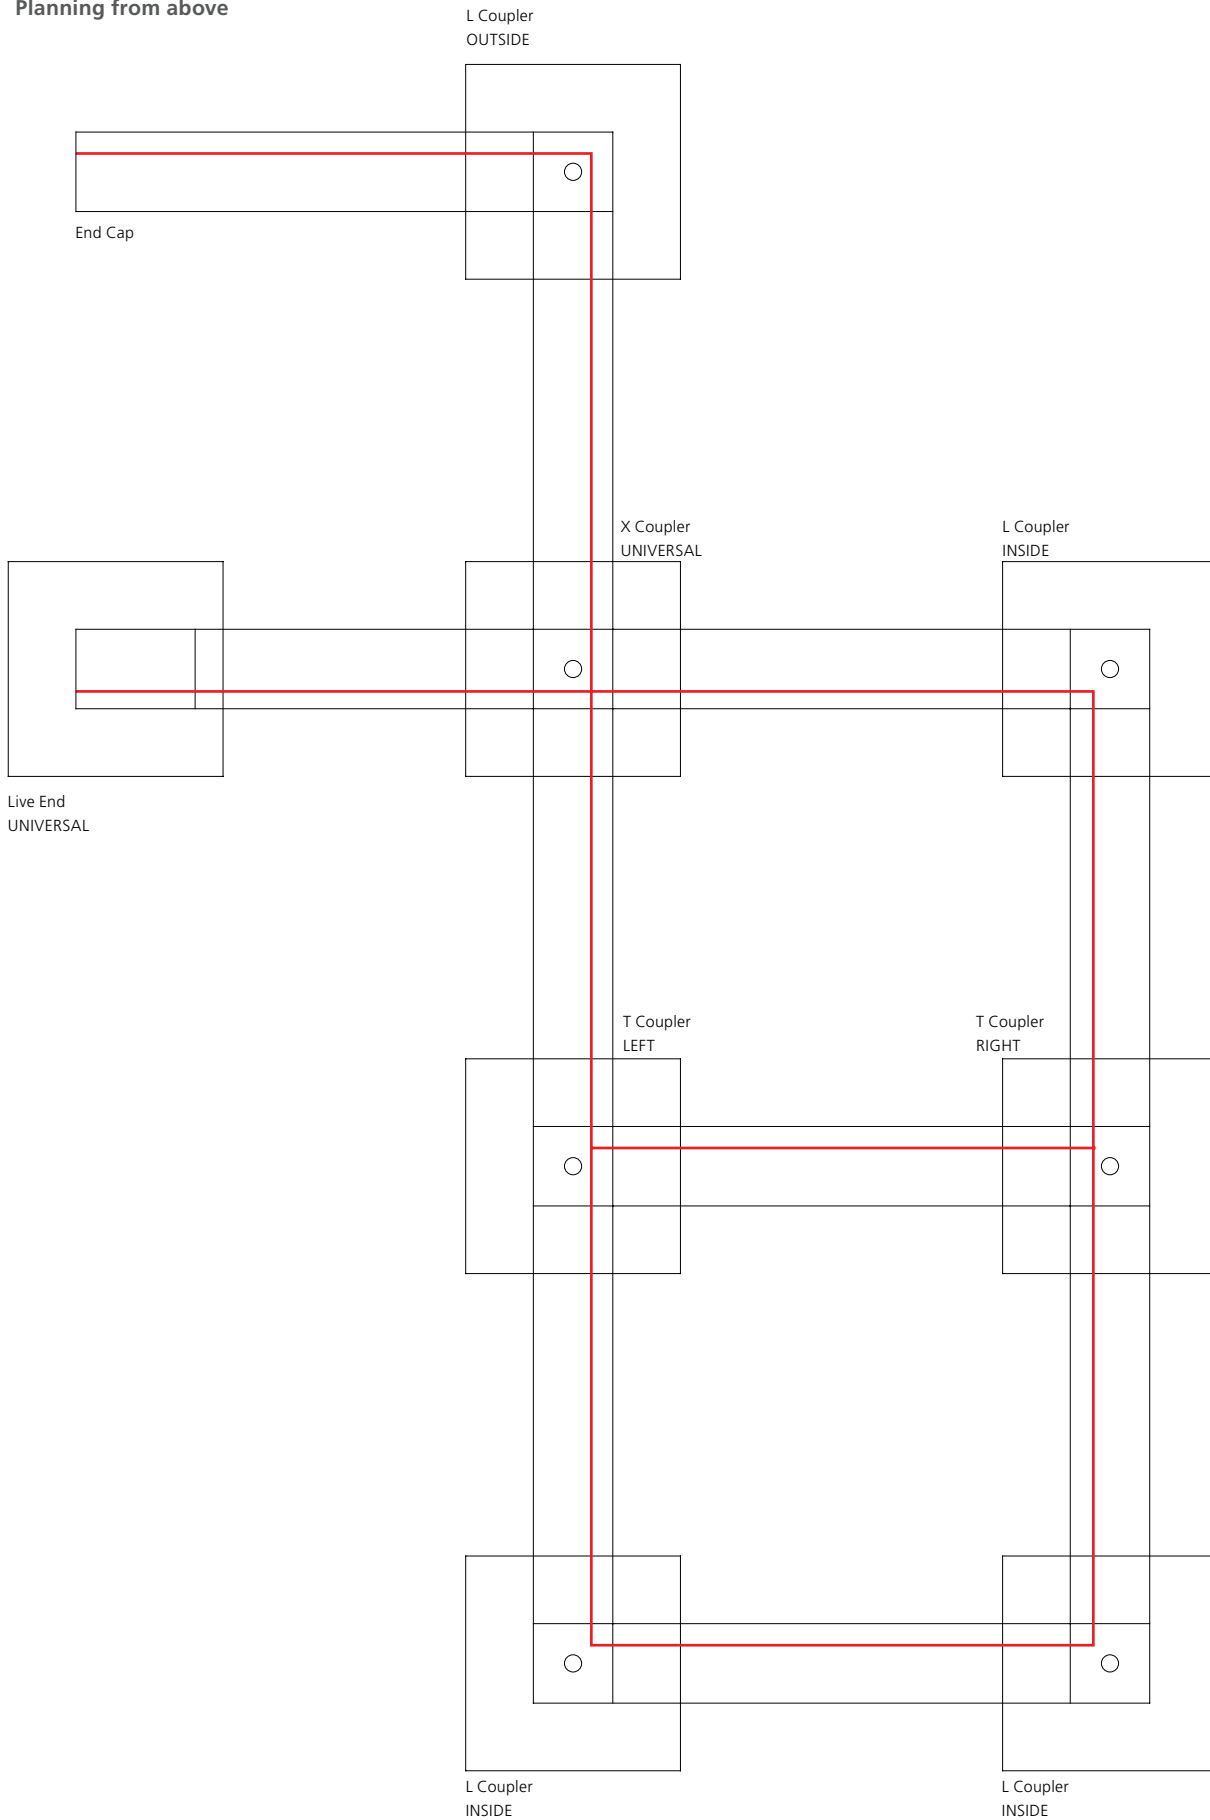 Planning from above
L Coupler
OUTSIDE
End Cap
X Coupler
UNIVERSAL
L Coupler
INSIDE
Live End
UNIVERSAL
T Coupler
LEFT
T Coupler
RIGHT
L Coupler
INSIDE
L Coupler
INSIDE